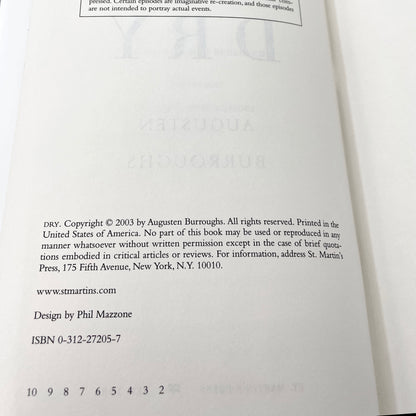 pressed. Certain episodes are imaginative re-creation, and those episodes
are not intended to portray actual events.
DRY. Copyright © 2003 by Augusten Burroughs. All rights reserved. Printed in the
United States of America. No part of this book may be used or reproduced in any
manner whatsoever without written permission except in the case of brief quota-
tions embodied in critical articles or reviews. For information, address St. Martin's
Press, 175 Fifth Avenue, New York, N.Y. 10010.
www.stmartins.com
Design by Phil Mazzone
ISBN 0-312-27205-7
10 9 8 7 6 5 4 3 2